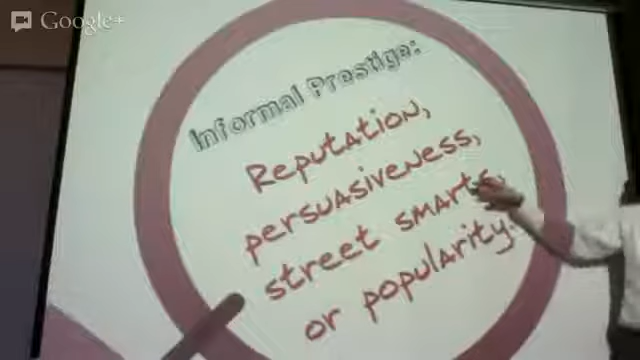 Google+
Informal Prestige:
Reputation,
persuasiveness,
street smarts,
or popularity.